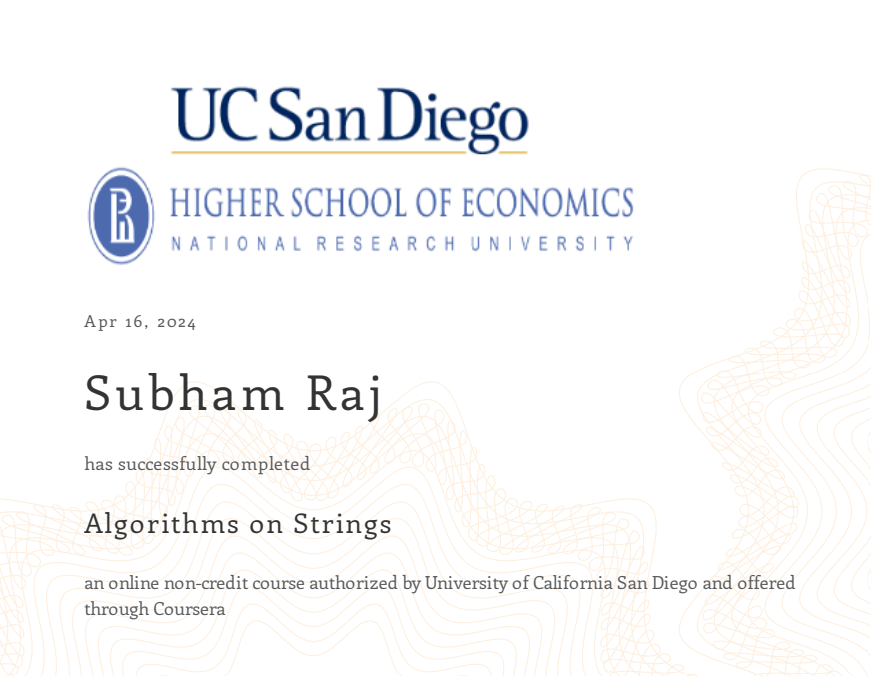 UC San Diego
HIGHER SCHOOL OF ECONOMICS
NATIONAL RESEARCH UNIVERSITY
Apr 16, 2024
Subham Raj
has successfully completed
Algorithms on Strings
an online non-credit course authorized by University of California San Diego and offered
through Coursera